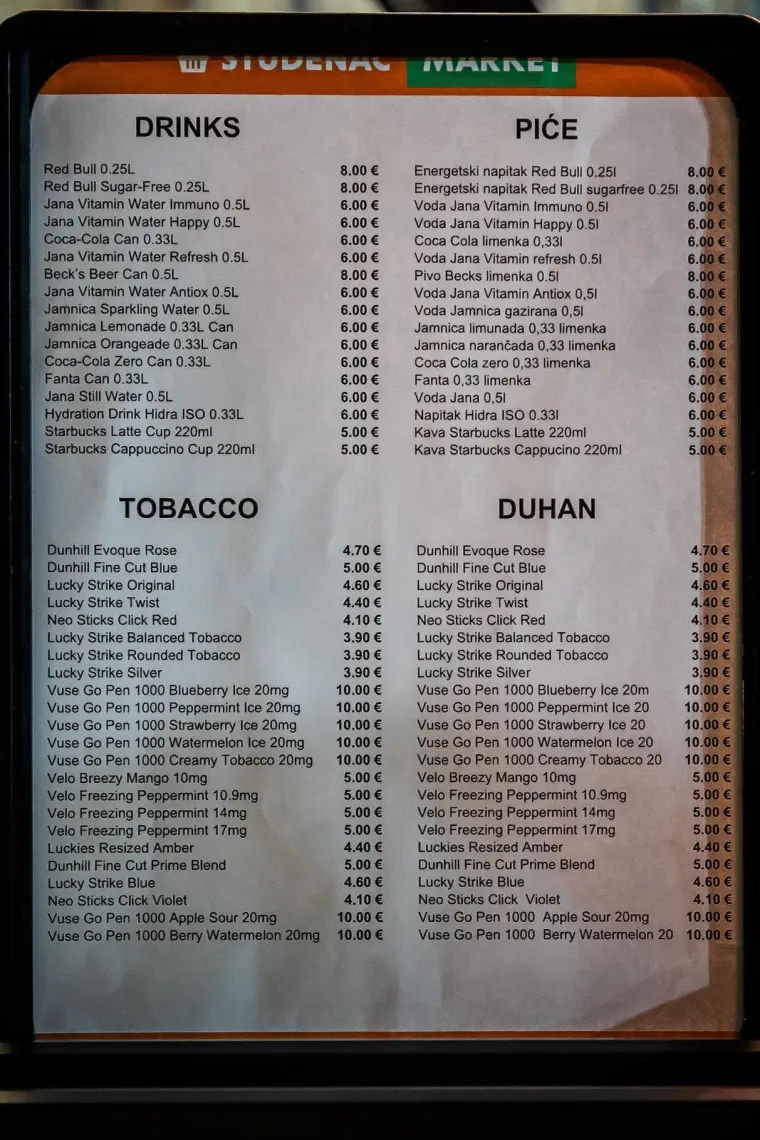 STUDENAC MARKET
DRINKS
Red Bull 0.25L 8.00 €
Red Bull Sugar-Free 0.25L 8.00 €
Jana Vitamin Water Immuno 0.5L 6.00 €
Jana Vitamin Water Happy 0.5L 6.00 €
Coca-Cola Can 0.33L 6.00 €
Jana Vitamin Water Refresh 0.5L 6.00 €
Beck's Beer Can 0.5L 8.00 €
Jana Vitamin Water Antiox 0.5L 6.00 €
Jamnica Sparkling Water 0.5L 6.00 €
Jamnica Lemonade 0.33L Can 6.00 €
Jamnica Orangeade 0.33L Can 6.00 €
Coca-Cola Zero Can 0.33L 6.00 €
Fanta Can 0.33L 6.00 €
Jana Still Water 0.5L 6.00 €
Hydration Drink Hidra ISO 0.33L 6.00 €
Starbucks Latte Cup 220ml 5.00 €
Starbucks Cappuccino Cup 220ml 5.00 €
PIĆE
Energetski napitak Red Bull 0.25l 8.00 €
Energetski napitak Red Bull sugarfree 0.25l 8.00 €
Voda Jana Vitamin Immuno 0.5l 6.00 €
Voda Jana Vitamin Happy 0.5l 6.00 €
Coca Cola limenka 0,33l 6.00 €
Voda Jana Vitamin refresh 0.5l 6.00 €
Pivo Becks limenka 0.5l 8.00 €
Voda Jana Vitamin Antiox 0,5l 6.00 €
Voda Jamnica gazirana 0,5l 6.00 €
Jamnica limunada 0,33 limenka 6.00 €
Jamnica narančada 0,33 limenka 6.00 €
Coca Cola zero 0,33 limenka 6.00 €
Fanta 0,33 limenka 6.00 €
Voda Jana 0,5l 6.00 €
Napitak Hidra ISO 0.33l 6.00 €
Kava Starbucks Latte 220ml 5.00 €
Kava Starbucks Cappucino 220ml 5.00 €
TOBACCO
Dunhill Evoque Rose 4.70 €
Dunhill Fine Cut Blue 5.00 €
Lucky Strike Original 4.60 €
Lucky Strike Twist 4.40 €
Neo Sticks Click Red 4.10 €
Lucky Strike Balanced Tobacco 3.90 €
Lucky Strike Rounded Tobacco 3.90 €
Lucky Strike Silver 3.90 €
Vuse Go Pen 1000 Blueberry Ice 20mg 10.00 €
Vuse Go Pen 1000 Peppermint Ice 20mg 10.00 €
Vuse Go Pen 1000 Strawberry Ice 20mg 10.00 €
Vuse Go Pen 1000 Watermelon Ice 20mg 10.00 €
Vuse Go Pen 1000 Creamy Tobacco 20mg 10.00 €
Velo Breezy Mango 10mg 5.00 €
Velo Freezing Peppermint 10.9mg 5.00 €
Velo Freezing Peppermint 14mg 5.00 €
Velo Freezing Peppermint 17mg 5.00 €
Luckies Resized Amber 4.40 €
Dunhill Fine Cut Prime Blend 5.00 €
Lucky Strike Blue 4.60 €
Neo Sticks Click Violet 4.10 €
Vuse Go Pen 1000 Apple Sour 20mg 10.00 €
Vuse Go Pen 1000 Berry Watermelon 20mg 10.00 €
DUHAN
Dunhill Evoque Rose 4.70 €
Dunhill Fine Cut Blue 5.00 €
Lucky Strike Original 4.60 €
Lucky Strike Twist 4.40 €
Neo Sticks Click Red 4.10 €
Lucky Strike Balanced Tobacco 3.90 €
Lucky Strike Rounded Tobacco 3.90 €
Lucky Strike Silver 3.90 €
Vuse Go Pen 1000 Blueberry Ice 20m 10.00 €
Vuse Go Pen 1000 Peppermint Ice 20 10.00 €
Vuse Go Pen 1000 Strawberry Ice 20 10.00 €
Vuse Go Pen 1000 Watermelon Ice 20 10.00 €
Vuse Go Pen 1000 Creamy Tobacco 20 10.00 €
Velo Breezy Mango 10mg 5.00 €
Velo Freezing Peppermint 10.9mg 5.00 €
Velo Freezing Peppermint 14mg 5.00 €
Velo Freezing Peppermint 17mg 5.00 €
Luckies Resized Amber 4.40 €
Dunhill Fine Cut Prime Blend 5.00 €
Lucky Strike Blue 4.60 €
Neo Sticks Click Violet 4.10 €
Vuse Go Pen 1000 Apple Sour 20mg 10.00 €
Vuse Go Pen 1000 Berry Watermelon 20 10.00 €